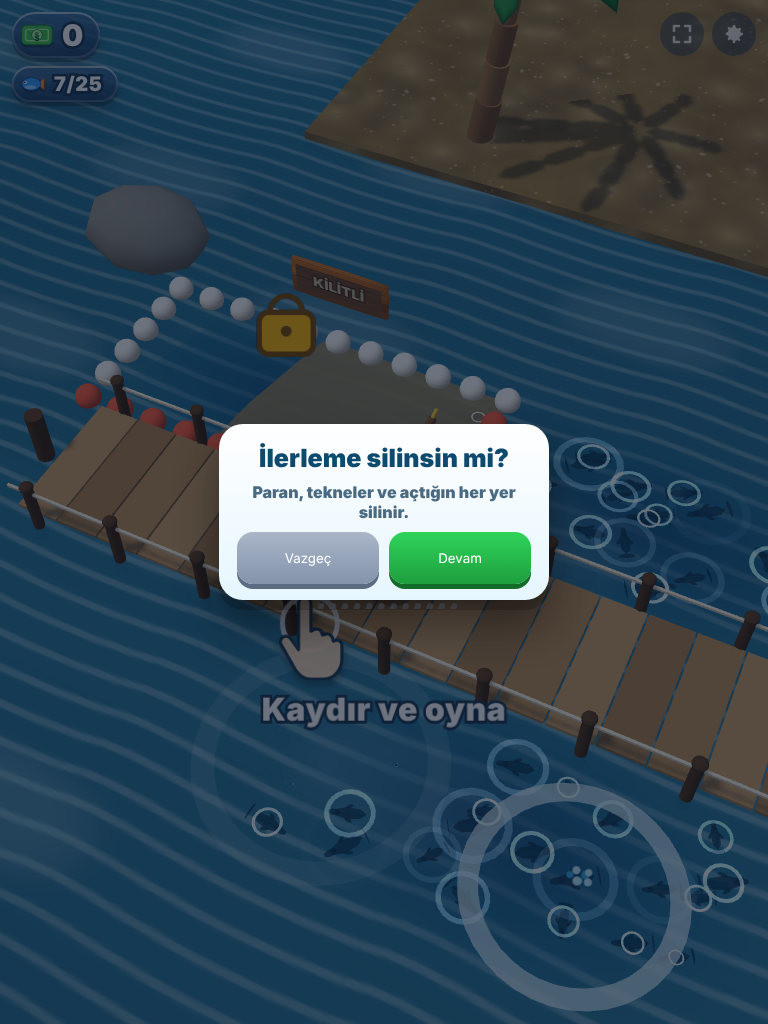 0
7/25
KİLİTLİ
İlerleme silinsin mi?
Paran, tekneler ve açtığın her yer
silinir.
Vazgeç
Devam
Kaydır ve oyna